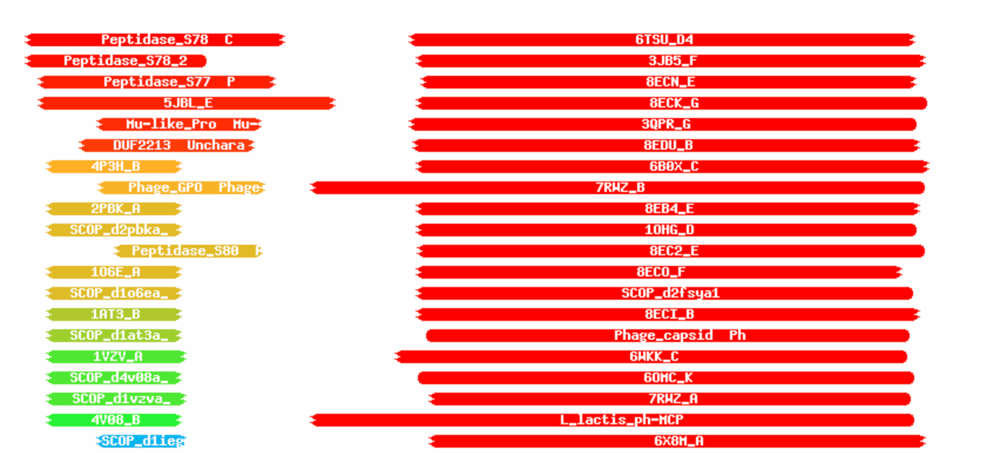 Peptidase_S78 C 6TSU_D4
Peptidase_S78_2 3JB5_F
Peptidase_S77 P 8ECN_E
5JBL_E 8ECK_G
Mu-like_Pro Mu- 3QPR_G
DUF2213 Unchara 8EDU_B
4P3H_B 6B0X_C
Phage_GPO Phage 7RWZ_B
2PBK_A 8EB4_E
SCOP_d2pbka_ 1OHG_D
Peptidase_S80 8EC2_E
1O6E_A 8ECO_F
SCOP_d1o6ea_ SCOP_d2fsya1
1AT3_B 8ECI_B
SCOP_d1at3a_ Phage_capsid Ph
1VZV_A 6WKK_C
SCOP_d4v08a_ 6OMC_K
SCOP_d1vzva_ 7RWZ_A
4V08_B L_lactis_ph-MCP
SCOP_d1ieg 6X8M_A